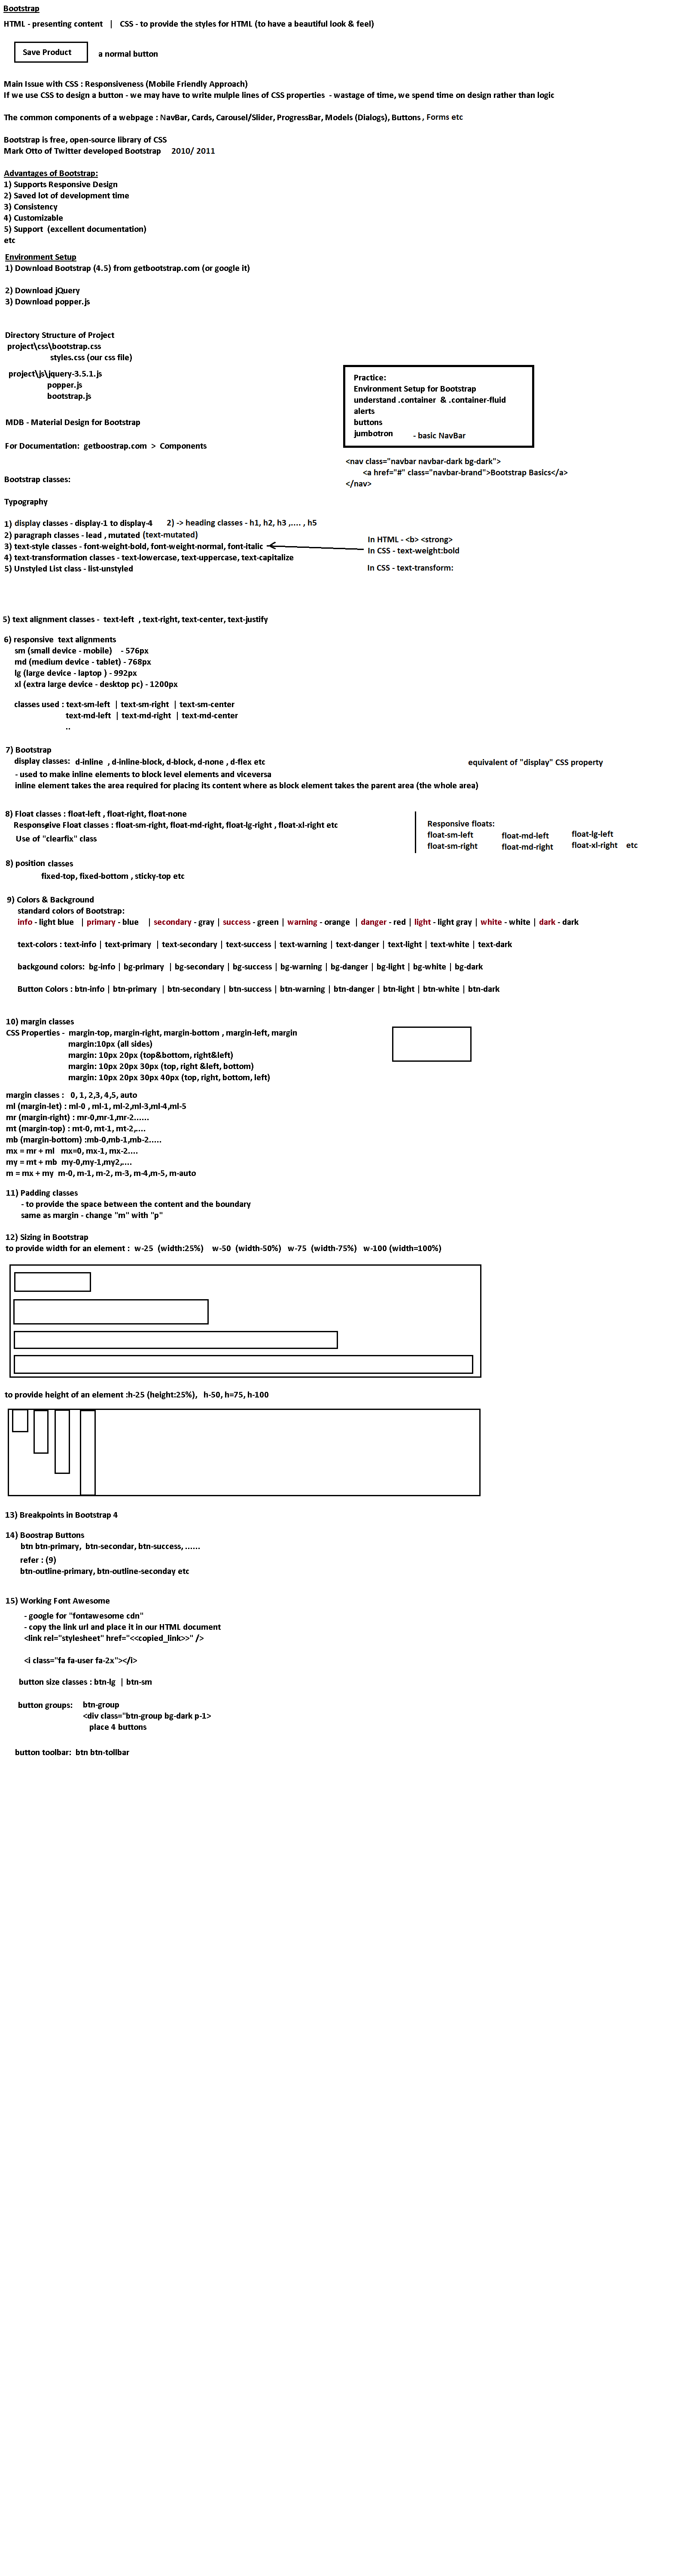 Bootstrap
HTML - presenting content | CSS - to provide the styles for HTML (to have a beautiful look & feel)
Save Product
a normal button
Main Issue with CSS : Responsiveness (Mobile Friendly Approach)
If we use CSS to design a button - we may have to write mulple lines of CSS properties - wastage of time, we spend time on design rather than logic
The common components of a webpage : NavBar, Cards, Carousel/Slider, ProgressBar, Models (Dialogs), Buttons , Forms etc
Bootstrap is free, open-source library of CSS
Mark Otto of Twitter developed Bootstrap 2010/ 2011
Advantages of Bootstrap:
1) Supports Responsive Design
2) Saved lot of development time
3) Consistency
4) Customizable
5) Support (excellent documentation)
etc
Environment Setup
1) Download Bootstrap (4.5) from getbootstrap.com (or google it)
2) Download jQuery
3) Download popper.js
Directory Structure of Project
project\css\bootstrap.css
styles.css (our css file)
project\js\jquery-3.5.1.js
popper.js
bootstrap.js
Practice:
Environment Setup for Bootstrap
understand .container & .container-fluid
alerts
buttons
jumbotron - basic NavBar
MDB - Material Design for Bootstrap
For Documentation: getboostrap.com > Components
<nav class="navbar navbar-dark bg-dark">
<a href="#" class="navbar-brand">Bootstrap Basics</a>
</nav>
Bootstrap classes:
Typography
1) display classes - display-1 to display-4 2) -> heading classes - h1, h2, h3 ,.... , h5
2) paragraph classes - lead , mutated (text-mutated)
3) text-style classes - font-weight-bold, font-weight-normal, font-italic
4) text-transformation classes - text-lowercase, text-uppercase, text-capitalize
5) Unstyled List class - list-unstyled
In HTML - <b> <strong>
In CSS - text-weight:bold
In CSS - text-transform:
5) text alignment classes - text-left , text-right, text-center, text-justify
6) responsive text alignments
sm (small device - mobile) - 576px
md (medium device - tablet) - 768px
lg (large device - laptop ) - 992px
xl (extra large device - desktop pc) - 1200px
classes used : text-sm-left | text-sm-right | text-sm-center
text-md-left | text-md-right | text-md-center
..
7) Bootstrap
display classes: d-inline , d-inline-block, d-block, d-none , d-flex etc
equivalent of "display" CSS property
- used to make inline elements to block level elements and viceversa
inline element takes the area required for placing its content where as block element takes the parent area (the whole area)
8) Float classes : float-left , float-right, float-none
Responsive Float classes : float-sm-right, float-md-right, float-lg-right , float-xl-right etc
Use of "clearfix" class
Responsive floats:
float-sm-left float-md-left float-lg-left
float-sm-right float-md-right float-xl-right etc
8) position classes
fixed-top, fixed-bottom , sticky-top etc
9) Colors & Background
standard colors of Bootstrap:
info - light blue | primary - blue | secondary - gray | success - green | warning - orange | danger - red | light - light gray | white - white | dark - dark
text-colors : text-info | text-primary | text-secondary | text-success | text-warning | text-danger | text-light | text-white | text-dark
backgound colors: bg-info | bg-primary | bg-secondary | bg-success | bg-warning | bg-danger | bg-light | bg-white | bg-dark
Button Colors : btn-info | btn-primary | btn-secondary | btn-success | btn-warning | btn-danger | btn-light | btn-white | btn-dark
10) margin classes
CSS Properties - margin-top, margin-right, margin-bottom , margin-left, margin
margin:10px (all sides)
margin: 10px 20px (top&bottom, right&left)
margin: 10px 20px 30px (top, right &left, bottom)
margin: 10px 20px 30px 40px (top, right, bottom, left)
margin classes : 0, 1, 2,3, 4,5, auto
ml (margin-let) : ml-0 , ml-1, ml-2,ml-3,ml-4,ml-5
mr (margin-right) : mr-0,mr-1,mr-2......
mt (margin-top) : mt-0, mt-1, mt-2,....
mb (margin-bottom) :mb-0,mb-1,mb-2.....
mx = mr + ml mx=0, mx-1, mx-2....
my = mt + mb my-0,my-1,my2,....
m = mx + my m-0, m-1, m-2, m-3, m-4,m-5, m-auto
11) Padding classes
- to provide the space between the content and the boundary
same as margin - change "m" with "p"
12) Sizing in Bootstrap
to provide width for an element : w-25 (width:25%) w-50 (width-50%) w-75 (width-75%) w-100 (width=100%)
to provide height of an element :h-25 (height:25%), h-50, h=75, h-100
13) Breakpoints in Bootstrap 4
14) Boostrap Buttons
btn btn-primary, btn-secondar, btn-success, ......
refer : (9)
btn-outline-primary, btn-outline-seconday etc
15) Working Font Awesome
- google for "fontawesome cdn"
- copy the link url and place it in our HTML document
<link rel="stylesheet" href="<<copied_link>>" />
<i class="fa fa-user fa-2x"></i>
button size classes : btn-lg | btn-sm
button groups: btn-group
<div class="btn-group bg-dark p-1>
place 4 buttons
button toolbar: btn btn-tollbar